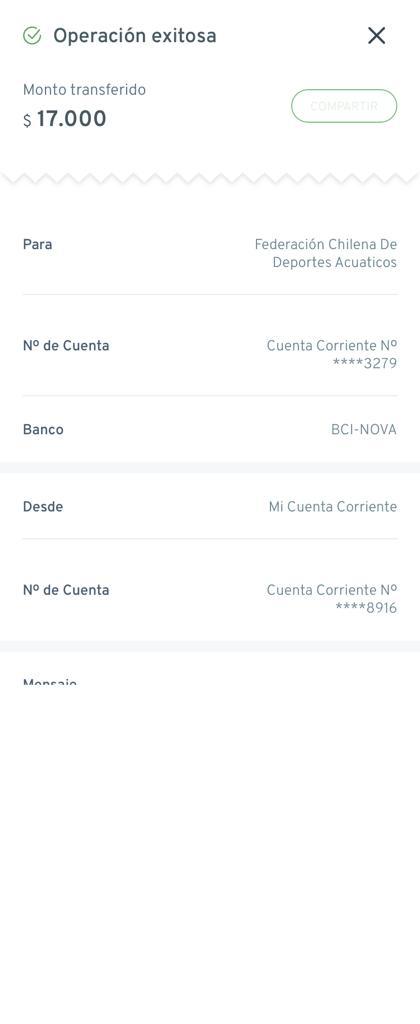 Operación exitosa
Monto transferido
$ 17.000
COMPARTIR
Para
Federación Chilena De
Deportes Acuaticos
Nº de Cuenta
Cuenta Corriente Nº
****3279
Banco
BCI-NOVA
Desde
Mi Cuenta Corriente
Nº de Cuenta
Cuenta Corriente Nº
****8916
Mensaje